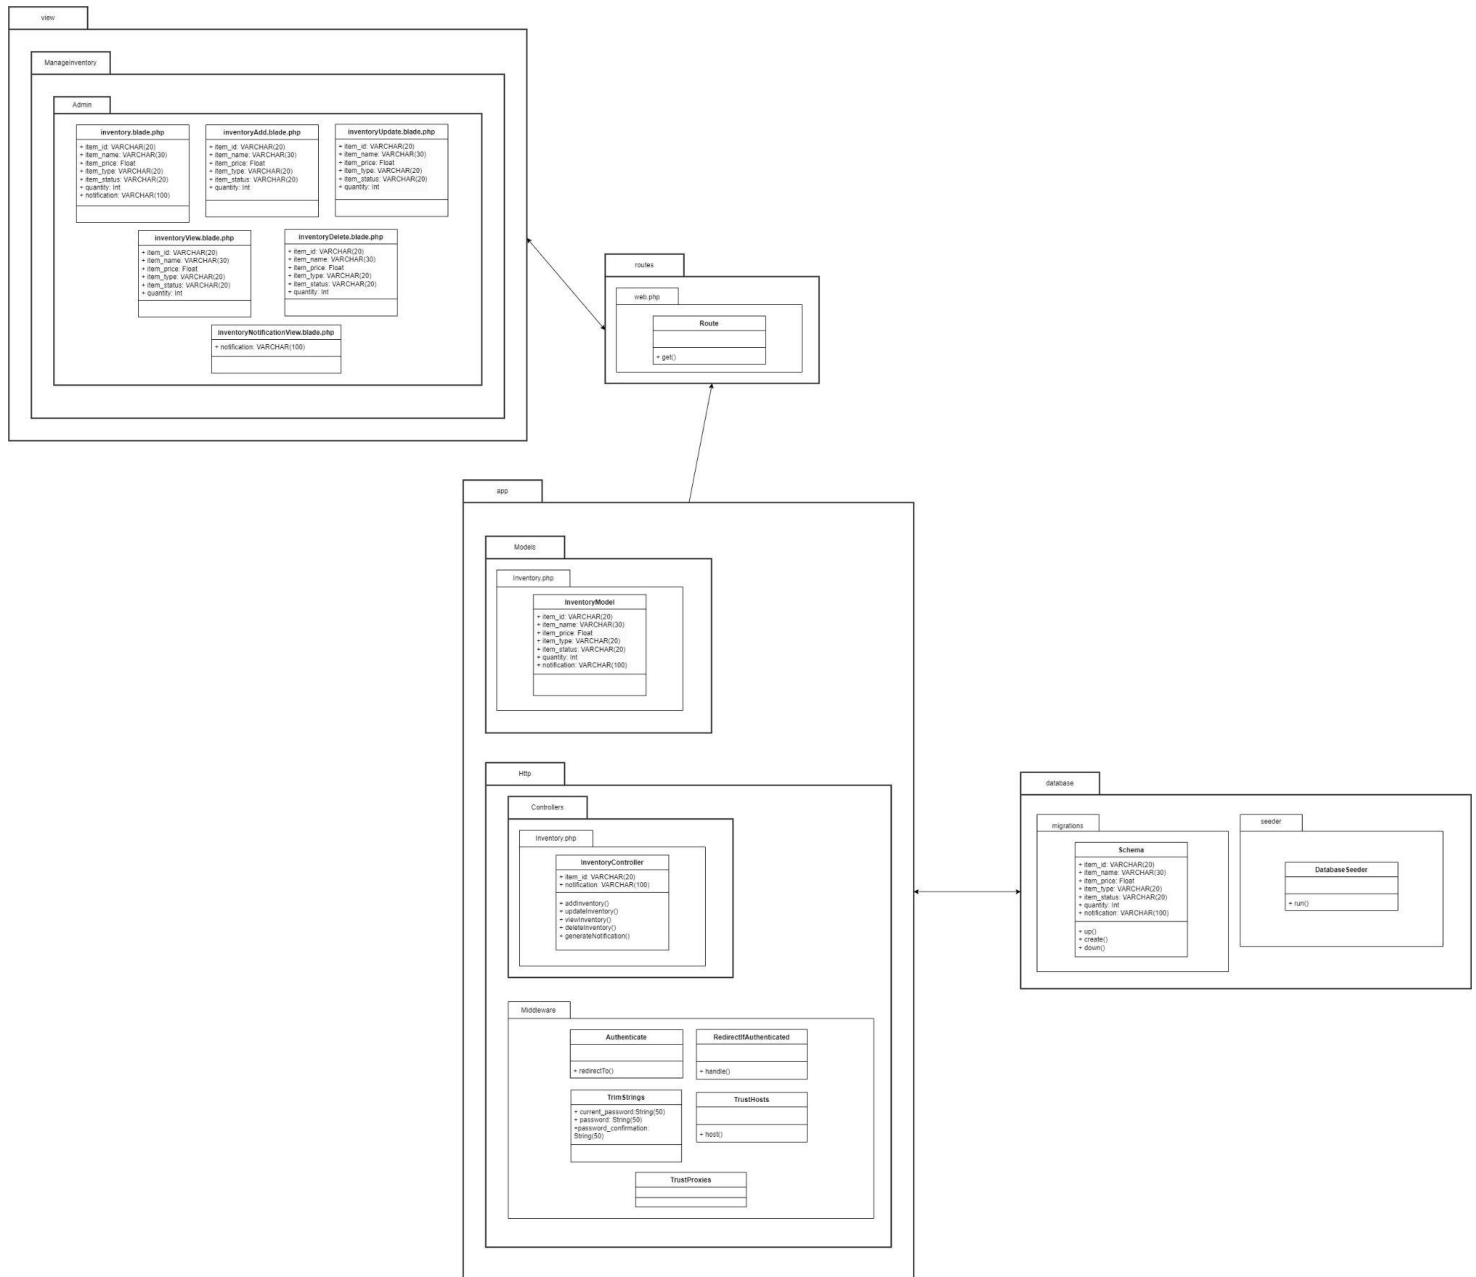 view
ManageInventory
Admin
inventory.blade.php
+ item_id: VARCHAR(20)
+ item_name: VARCHAR(30)
+ item_price: Float
+ item_type: VARCHAR(20)
+ item_status: VARCHAR(20)
+ quantity: Int
+ notification: VARCHAR(100)
inventoryAdd.blade.php
+ item_id: VARCHAR(20)
+ item_name: VARCHAR(30)
+ item_price: Float
+ item_type: VARCHAR(20)
+ item_status: VARCHAR(20)
+ quantity: Int
inventoryUpdate.blade.php
+ item_id: VARCHAR(20)
+ item_name: VARCHAR(30)
+ item_price: Float
+ item_type: VARCHAR(20)
+ item_status: VARCHAR(20)
+ quantity: Int
inventoryView.blade.php
+ item_id: VARCHAR(20)
+ item_name: VARCHAR(30)
+ item_price: Float
+ item_type: VARCHAR(20)
+ item_status: VARCHAR(20)
+ quantity: Int
inventoryDelete.blade.php
+ item_id: VARCHAR(20)
+ item_name: VARCHAR(30)
+ item_price: Float
+ item_type: VARCHAR(20)
+ item_status: VARCHAR(20)
+ quantity: Int
inventoryNotificationView.blade.php
+ notification: VARCHAR(100)
routes
web.php
Route
+ get()
app
Models
Inventory.php
InventoryModel
+ item_id: VARCHAR(20)
+ item_name: VARCHAR(30)
+ item_price: Float
+ item_type: VARCHAR(20)
+ item_status: VARCHAR(20)
+ quantity: Int
+ notification: VARCHAR(100)
Http
Controllers
Inventory.php
InventoryController
+ item_id: VARCHAR(20)
+ notification: VARCHAR(100)
+ addInventory()
+ updateInventory()
+ viewInventory()
+ deleteInventory()
+ generateNotification()
Middleware
Authenticate
+ redirectTo()
RedirectIfAuthenticated
+ handle()
TrimStrings
+ current_password:String(50)
+ password: String(50)
+password_confirmation:
String(50)
TrustHosts
+ host()
TrustProxies
database
migrations
Schema
+ item_id: VARCHAR(20)
+ item_name: VARCHAR(30)
+ item_price: Float
+ item_type: VARCHAR(20)
+ item_status: VARCHAR(20)
+ quantity: Int
+ notification: VARCHAR(100)
+ up()
+ create()
+ down()
seeder
DatabaseSeeder
+ run()